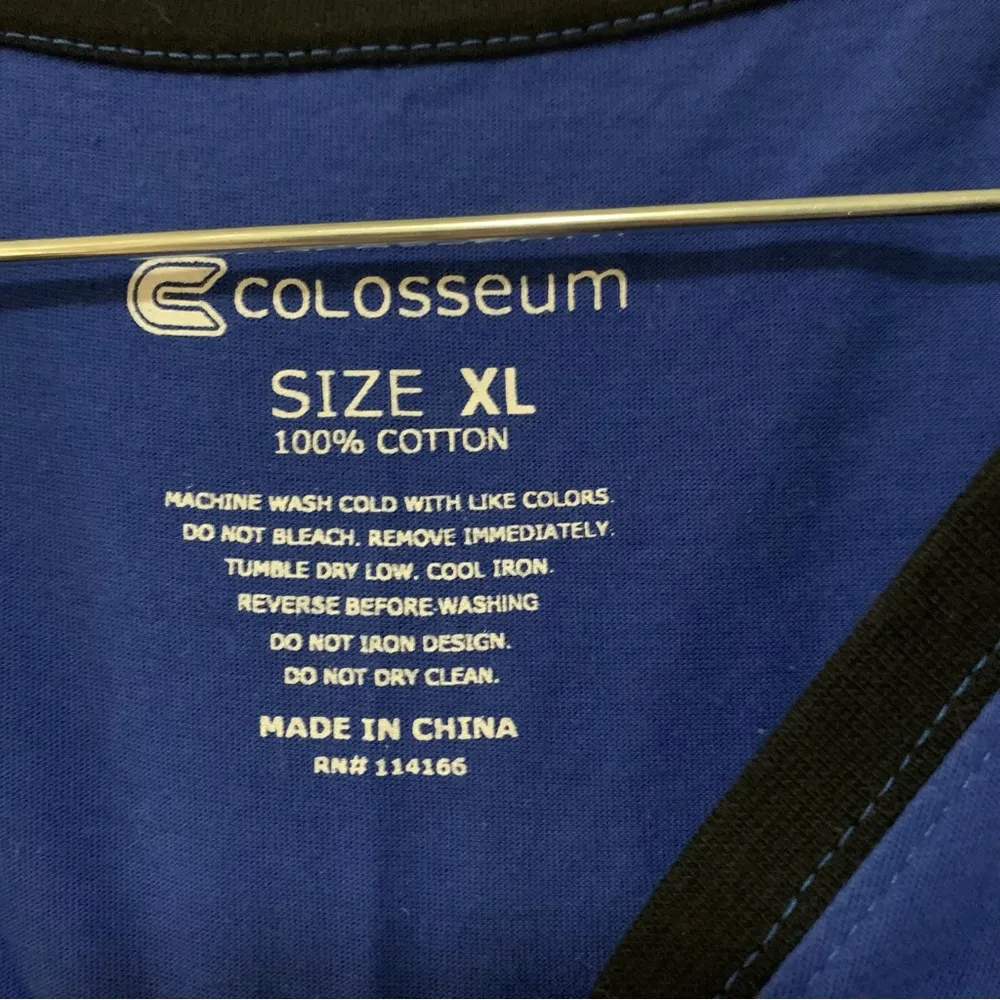 COLOSSEUM
SIZE XL
100% COTTON
MACHINE WASH COLD WITH LIKE COLORS.
DO NOT BLEACH. REMOVE IMMEDIATELY.
TUMBLE DRY LOW. COOL IRON.
REVERSE BEFORE WASHING
DO NOT IRON DESIGN.
DO NOT DRY CLEAN.
MADE IN CHINA
RN# 114166